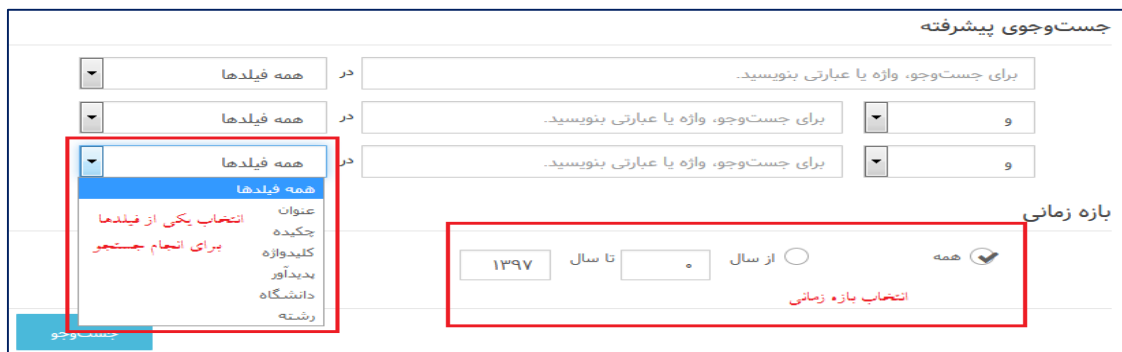 جست‌وجوی پیشرفته
برای جست‌وجو، واژه یا عبارتی بنویسید. در همه فیلدها
و برای جست‌وجو، واژه یا عبارتی بنویسید. در همه فیلدها
و برای جست‌وجو، واژه یا عبارتی بنویسید. در همه فیلدها
همه فیلدها
عنوان
چکیده
کلیدواژه
پدیدآور
دانشگاه
رشته
انتخاب یکی از فیلدها
برای انجام جستجو
بازه زمانی
همه از سال ۰ تا سال ۱۳۹۷
انتخاب بازه زمانی
جست‌وجو